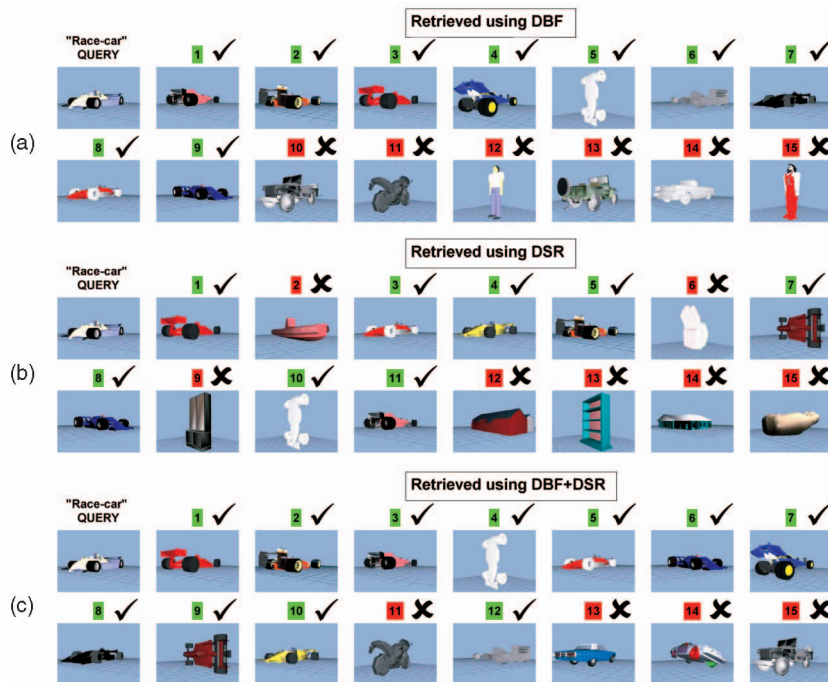 Retrieved using DBF
"Race-car"
QUERY
1 ✓ 2 ✓ 3 ✓ 4 ✓ 5 ✓ 6 ✓ 7 ✓
(a)
8 ✓ 9 ✓ 10 ✗ 11 ✗ 12 ✗ 13 ✗ 14 ✗ 15 ✗
Retrieved using DSR
"Race-car"
QUERY
1 ✓ 2 ✗ 3 ✓ 4 ✓ 5 ✓ 6 ✗ 7 ✓
(b)
8 ✓ 9 ✗ 10 ✓ 11 ✓ 12 ✗ 13 ✗ 14 ✗ 15 ✗
Retrieved using DBF+DSR
"Race-car"
QUERY
1 ✓ 2 ✓ 3 ✓ 4 ✓ 5 ✓ 6 ✓ 7 ✓
(c)
8 ✓ 9 ✓ 10 ✓ 11 ✗ 12 ✓ 13 ✗ 14 ✗ 15 ✗